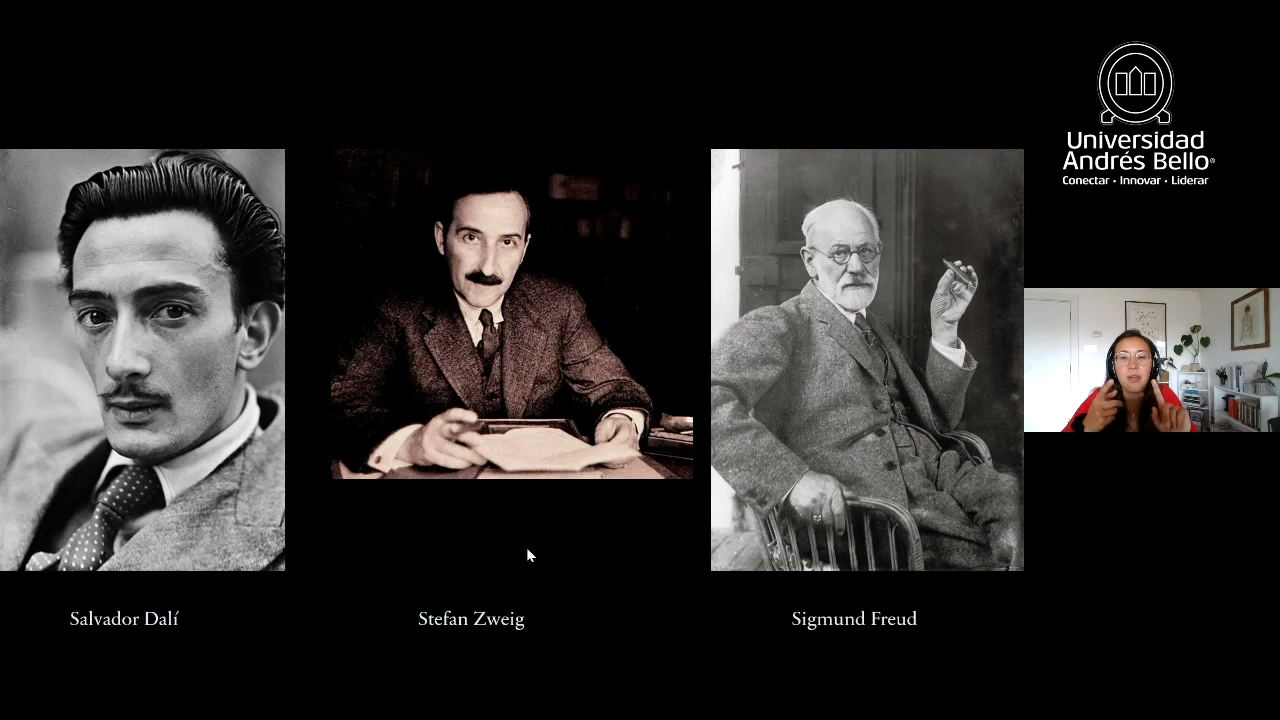 Universidad
Andrés Bello®
Conectar • Innovar • Liderar
Salvador Dalí
Stefan Zweig
Sigmund Freud